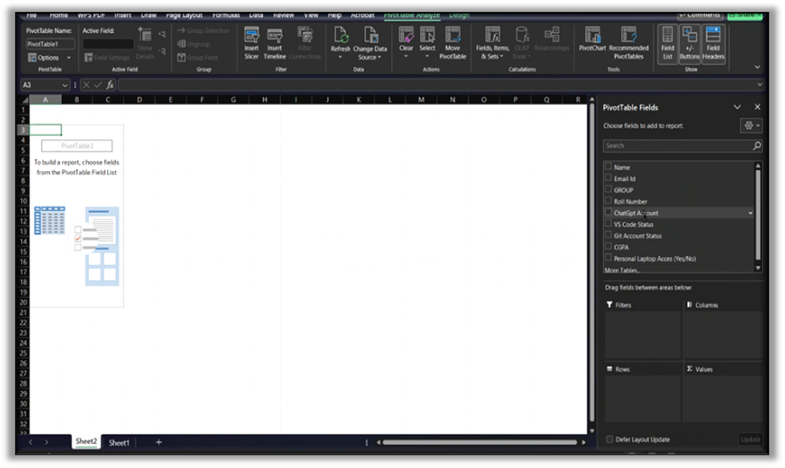 File Home WPS PDF Insert Draw Page Layout Formulas Data Review View Help Acrobat PivotTable Analyze Design Comments
PivotTable Name: Active Field: Group Selection
PivotTable1 Ungroup
Options Field Settings Group Field
Show Details
Insert Slicer
Insert Timeline
Filter Connections
Refresh
Change Data Source
Clear
Select
Move PivotTable
Fields, Items, & Sets
OLAP Tools
Relationships
PivotChart
Recommended PivotTables
Field List
+/- Buttons
Field Headers
PivotTable Active Field Group Filter Data Actions Calculations Tools Show
A3 fx
A B C D E F G H I J K L M N O P Q R
1
2
3
4
5
6
7
8
9
10
11
12
13
14
15
16
17
18
19
20
21
22
23
24
25
26
27
28
29
30
31
32
PivotTable1
To build a report, choose fields
from the PivotTable Field List
PivotTable Fields
Choose fields to add to report:
Search
Name
Email Id
GROUP
Roll Number
ChatGpt Account
VS Code Status
Git Account Status
CGPA
Personal Laptop Acces (Yes/No)
More Tables...
Drag fields between areas below:
Filters Columns
Rows Σ Values
Defer Layout Update Update
Sheet2 Sheet1 +